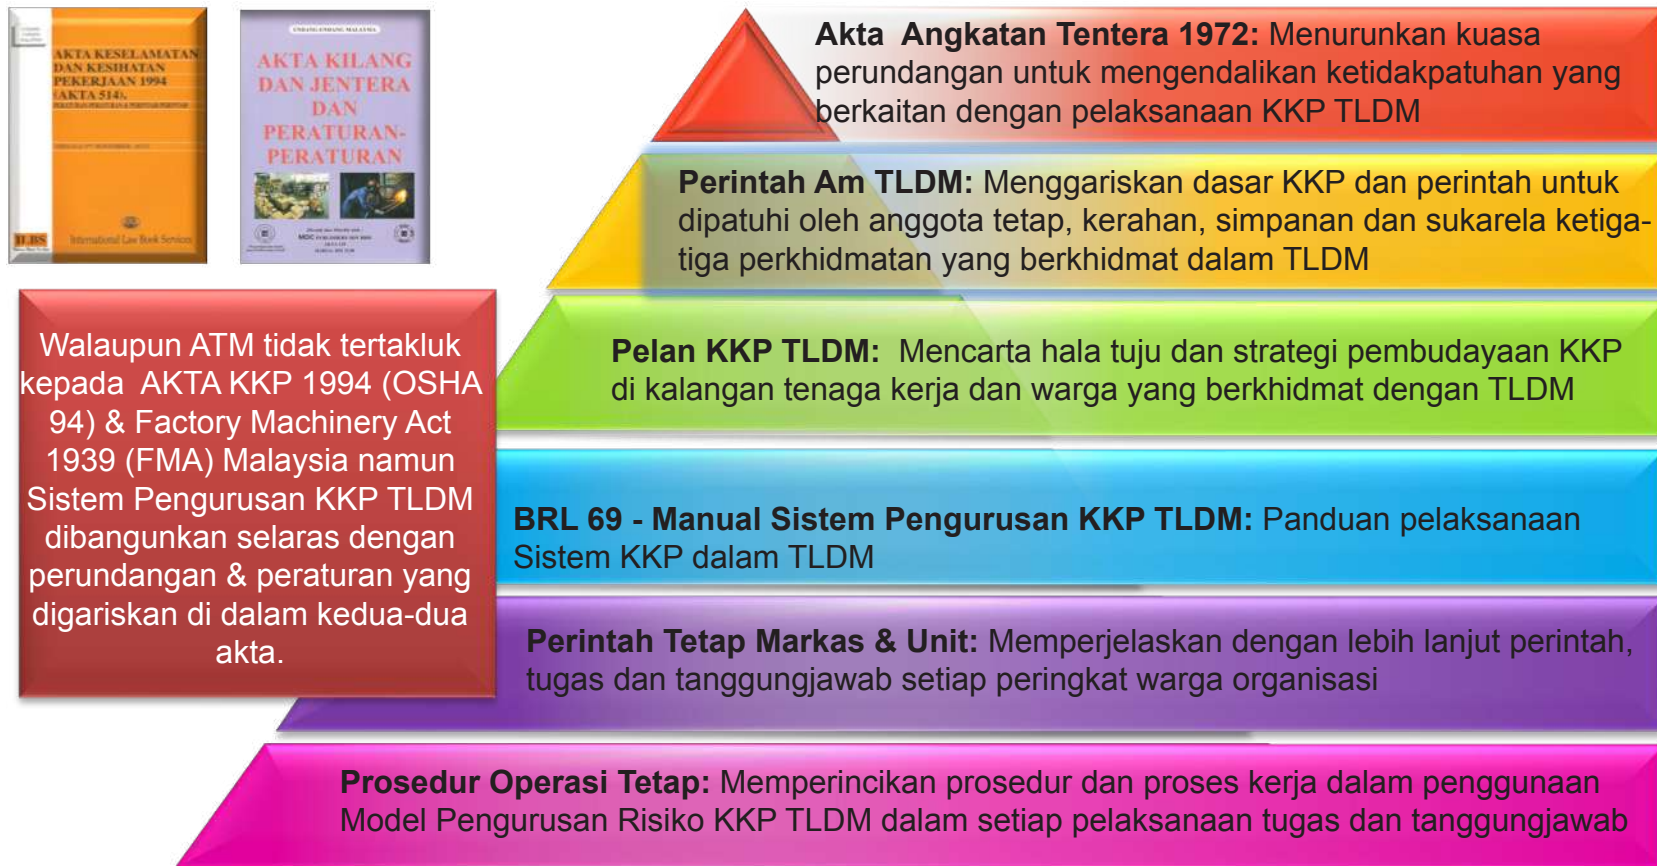 AKTA KESELAMATAN
DAN KESIHATAN
PEKERJAAN 1994
(AKTA 514),
ILBS
International Law Book Services
UNDANG-UNDANG MALAYSIA
AKTA KILANG
DAN JENTERA
DAN
PERATURAN-
PERATURAN
MDC PUBLISHERS SDN BHD
Walaupun ATM tidak tertakluk
kepada AKTA KKP 1994 (OSHA
94) & Factory Machinery Act
1939 (FMA) Malaysia namun
Sistem Pengurusan KKP TLDM
dibangunkan selaras dengan
perundangan & peraturan yang
digariskan di dalam kedua-dua
akta.
Akta Angkatan Tentera 1972: Menurunkan kuasa
perundangan untuk mengendalikan ketidakpatuhan yang
berkaitan dengan pelaksanaan KKP TLDM
Perintah Am TLDM: Menggariskan dasar KKP dan perintah untuk
dipatuhi oleh anggota tetap, kerahan, simpanan dan sukarela ketiga-
tiga perkhidmatan yang berkhidmat dalam TLDM
Pelan KKP TLDM: Mencarta hala tuju dan strategi pembudayaan KKP
di kalangan tenaga kerja dan warga yang berkhidmat dengan TLDM
BRL 69 - Manual Sistem Pengurusan KKP TLDM: Panduan pelaksanaan
Sistem KKP dalam TLDM
Perintah Tetap Markas & Unit: Memperjelaskan dengan lebih lanjut perintah,
tugas dan tanggungjawab setiap peringkat warga organisasi
Prosedur Operasi Tetap: Memperincikan prosedur dan proses kerja dalam penggunaan
Model Pengurusan Risiko KKP TLDM dalam setiap pelaksanaan tugas dan tanggungjawab